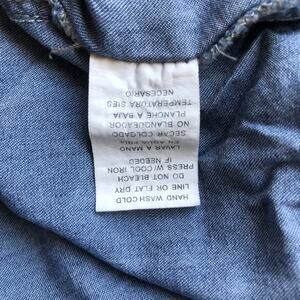 HAND WASH COLD
LINE OR FLAT DRY
DO NOT BLEACH
PRESS W/ COOL IRON
IF NEEDED
LAVAR A MANO
EN AGUA FRIA
SECAR COLGADO
NO BLANQUEADOR
PLANCHE A BAJA
TEMPERATURA SIES
NECESARIO